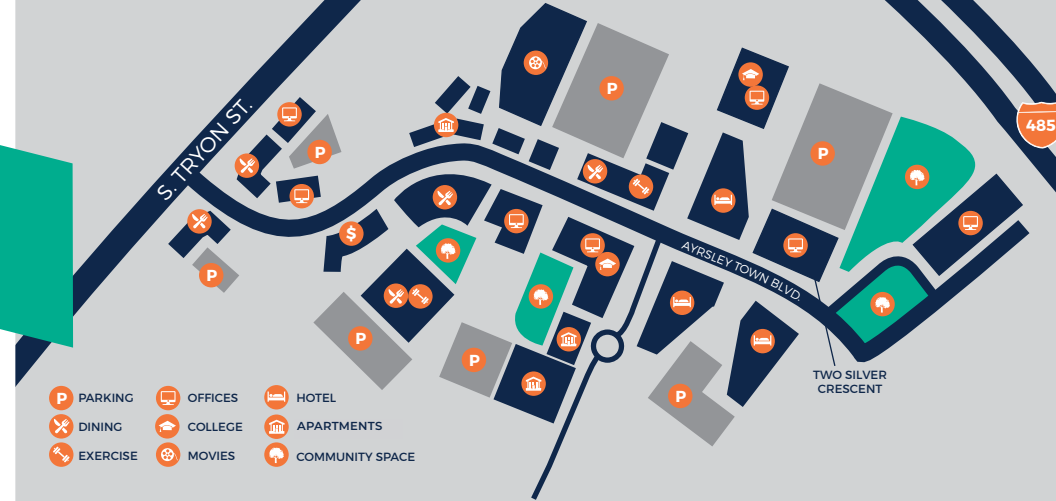 S. TRYON ST.
485
AYRSLEY TOWN BLVD.
TWO SILVER
CRESCENT
P
P
P
P
P
P
P
$
P PARKING
OFFICES
HOTEL
DINING
COLLEGE
APARTMENTS
EXERCISE
MOVIES
COMMUNITY SPACE